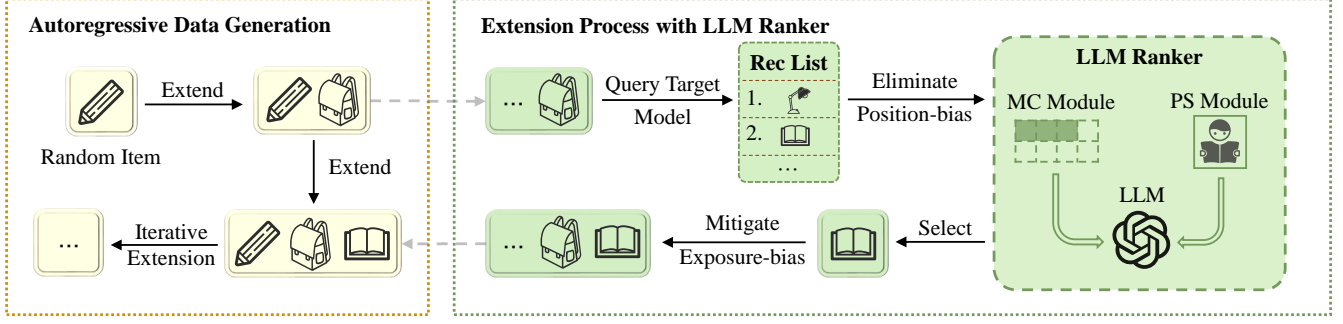 Autoregressive Data Generation
Extend
Random Item
Extend
Iterative
Extension
...
Extension Process with LLM Ranker
...
Query Target
Model
Rec List
1.
2.
...
Eliminate
Position-bias
LLM Ranker
MC Module
PS Module
LLM
Select
Mitigate
Exposure-bias
...